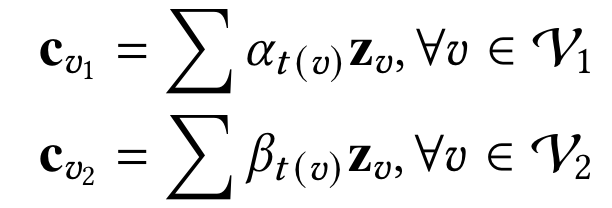 𝐜_{v_1} = ∑ α_{t(v)} 𝐳_v, ∀v ∈ 𝒱_1
𝐜_{v_2} = ∑ β_{t(v)} 𝐳_v, ∀v ∈ 𝒱_2